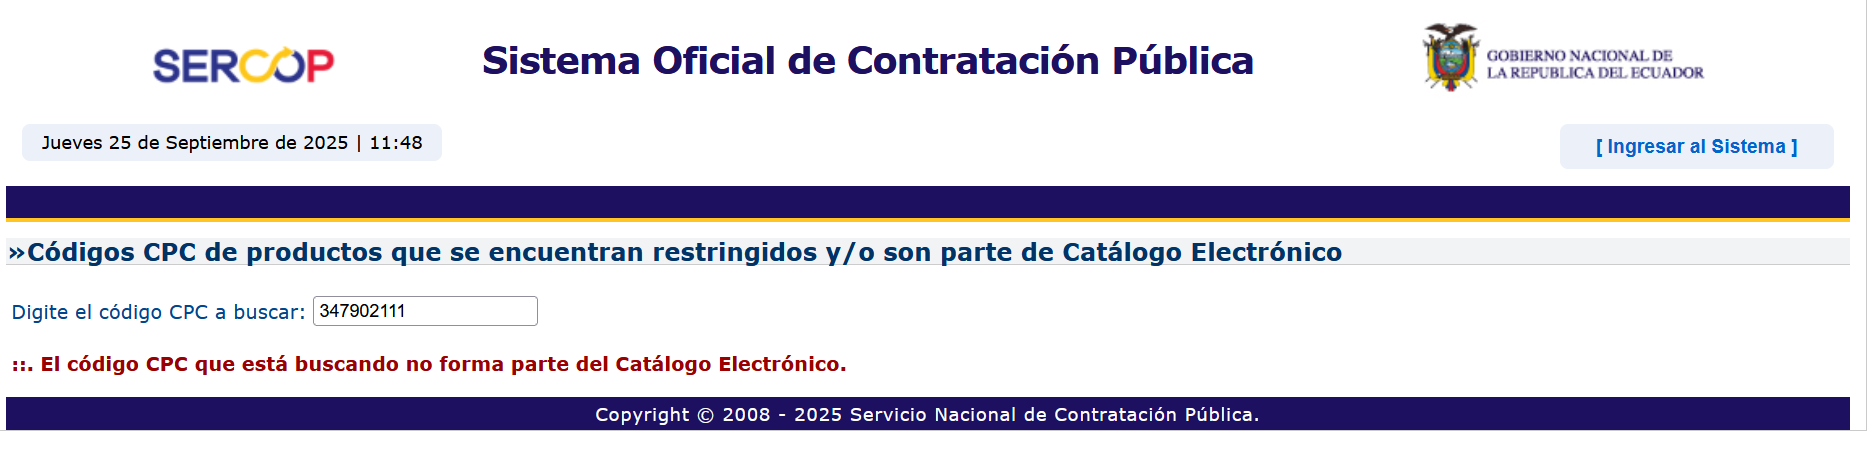 SERCOP
Sistema Oficial de Contratación Pública
GOBIERNO NACIONAL DE
LA REPUBLICA DEL ECUADOR
Jueves 25 de Septiembre de 2025 | 11:48
[ Ingresar al Sistema ]
»Códigos CPC de productos que se encuentran restringidos y/o son parte de Catálogo Electrónico
Digite el código CPC a buscar: 347902111
::. El código CPC que está buscando no forma parte del Catálogo Electrónico.
Copyright © 2008 - 2025 Servicio Nacional de Contratación Pública.